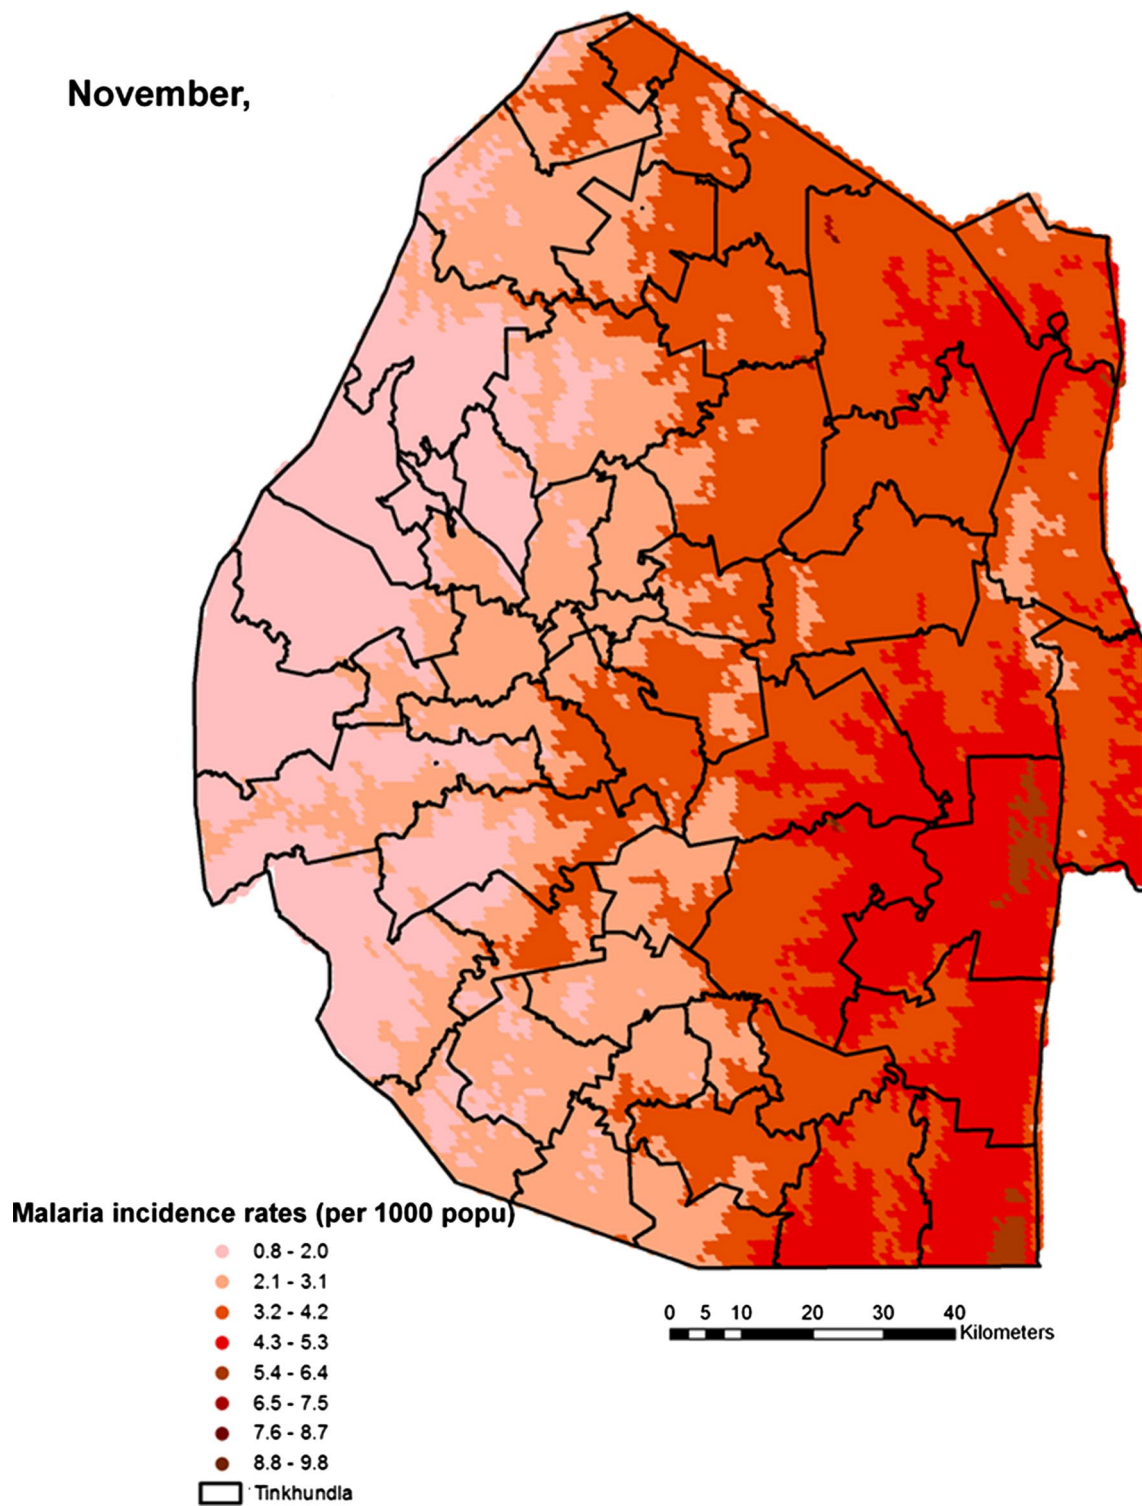 November,
Malaria incidence rates (per 1000 popu)
0.8 - 2.0
2.1 - 3.1
3.2 - 4.2
4.3 - 5.3
5.4 - 6.4
6.5 - 7.5
7.6 - 8.7
8.8 - 9.8
Tinkhundla
0 5 10 20 30 40
Kilometers